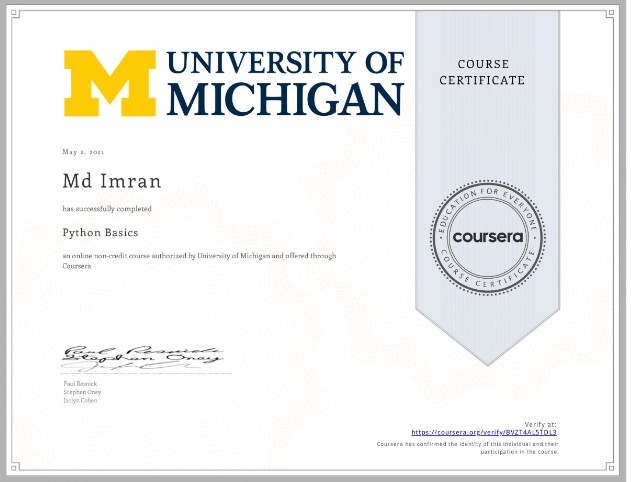 UNIVERSITY OF
MICHIGAN
COURSE
CERTIFICATE
May 2, 2021
Md Imran
has successfully completed
Python Basics
an online non-credit course authorized by University of Michigan and offered through
Coursera
EDUCATION FOR EVERYONE
coursera
COURSE CERTIFICATE
Paul Resnick
Stephen Oney
Jaclyn Cohen
Verify at:
https://coursera.org/verify/BVZT4AL5TDL3
Coursera has confirmed the identity of this individual and their
participation in the course.